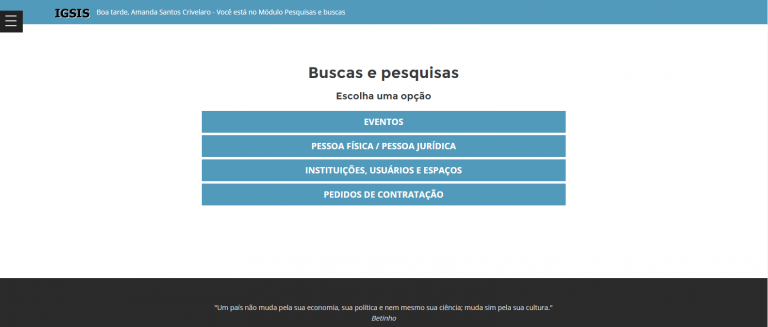 IGSIS Boa tarde, Amanda Santos Crivelaro - Você está no Módulo Pesquisas e buscas
Buscas e pesquisas
Escolha uma opção
EVENTOS
PESSOA FÍSICA / PESSOA JURÍDICA
INSTITUIÇÕES, USUÁRIOS E ESPAÇOS
PEDIDOS DE CONTRATAÇÃO
"Um país não muda pela sua economia, sua política e nem mesmo sua ciência; muda sim pela sua cultura."
Betinho